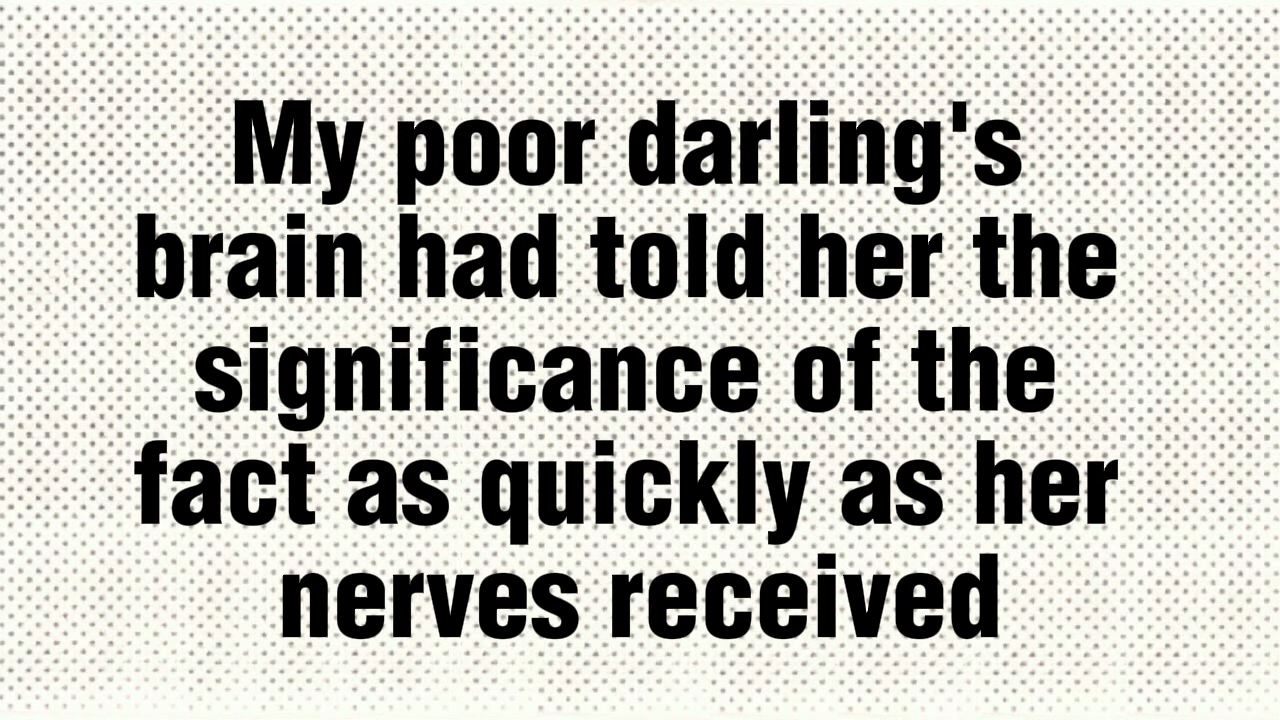 My poor darling's
brain had told her the
significance of the
fact as quickly as her
nerves received